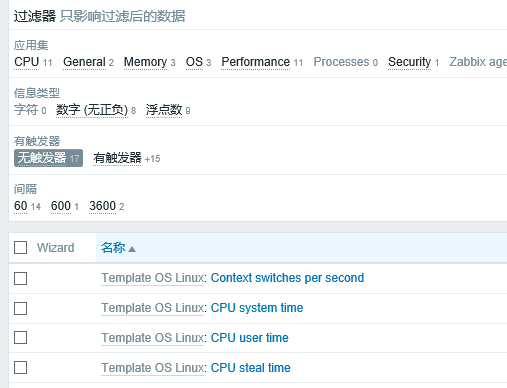 过滤器 只影响过滤后的数据
应用集
CPU 11 General 2 Memory 3 OS 3 Performance 11 Processes 0 Security 1 Zabbix age
信息类型
字符 0 数字 (无正负) 8 浮点数 9
有触发器
无触发器 17 有触发器 +15
间隔
60 14 600 1 3600 2
Wizard 名称
Template OS Linux: Context switches per second
Template OS Linux: CPU system time
Template OS Linux: CPU user time
Template OS Linux: CPU steal time